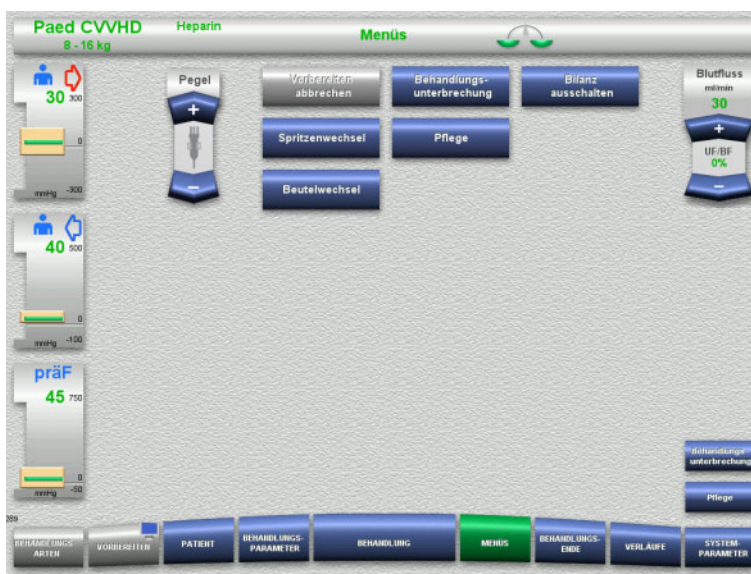 Paed CVVHD
8 - 16 kg
Heparin
Menüs
30
300
0
-300
mmHg
Pegel
+
−
Vorbereiten
abbrechen
Behandlungs-
unterbrechung
Bilanz
ausschalten
Spritzenwechsel
Pflege
Beutelwechsel
Blutfluss
ml/min
30
+
UF/BF
0%
−
40
500
0
-100
mmHg
präF
45
750
0
-50
mmHg
Behandlungs-
unterbrechung
Pflege
289
BEHANDLUNGS-
ARTEN
VORBEREITEN
PATIENT
BEHANDLUNGS-
PARAMETER
BEHANDLUNG
MENÜS
BEHANDLUNGS-
ENDE
VERLÄUFE
SYSTEM-
PARAMETER